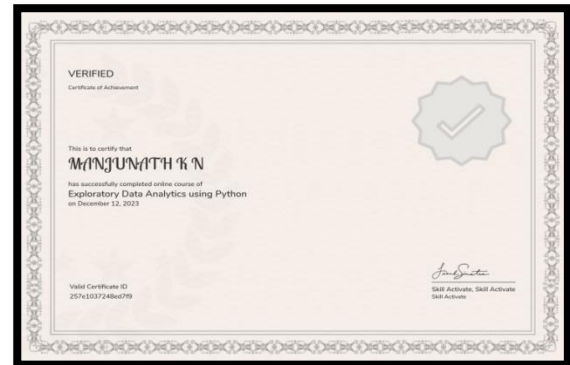 VERIFIED
Certificate of Achievement
This is to certify that
MANJUNATH K N
has successfully completed online course of
Exploratory Data Analytics using Python
on December 12, 2023
Valid Certificate ID
257e1037248ed7f9
Skill Activate, Skill Activate
Skill Activate